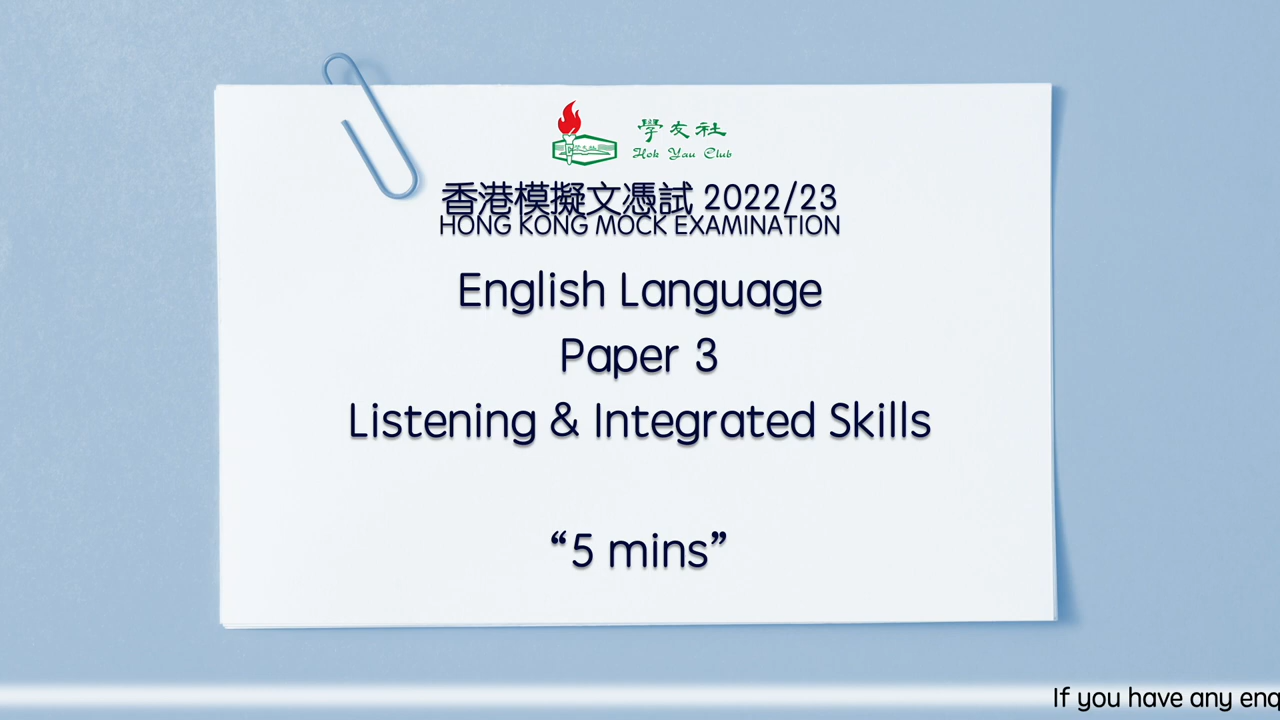 學友社
Hok Yau Club
香港模擬文憑試 2022/23
HONG KONG MOCK EXAMINATION
English Language
Paper 3
Listening & Integrated Skills
“5 mins”
If you have any enq